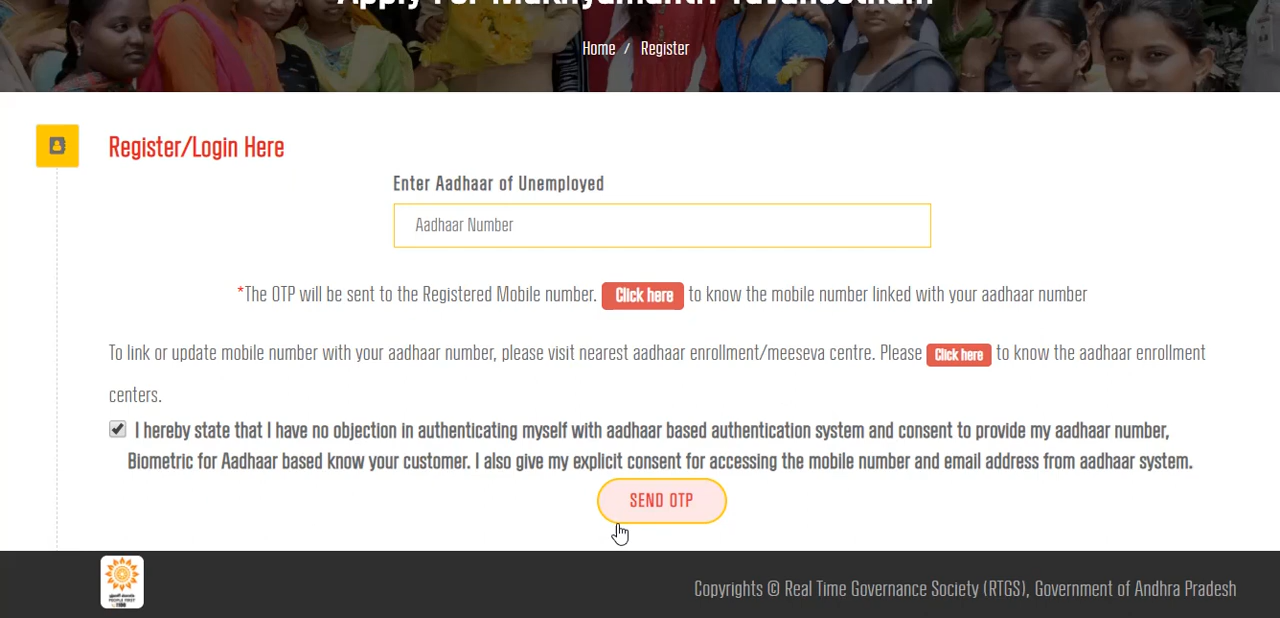 Apply For Mukhyamantri Yuvanestham
Home / Register
Register/Login Here
Enter Aadhaar of Unemployed
Aadhaar Number
*The OTP will be sent to the Registered Mobile number. Click here to know the mobile number linked with your aadhaar number
To link or update mobile number with your aadhaar number, please visit nearest aadhaar enrollment/meeseva centre. Please Click here to know the aadhaar enrollment
centers.
I hereby state that I have no objection in authenticating myself with aadhaar based authentication system and consent to provide my aadhaar number,
Biometric for Aadhaar based know your customer. I also give my explicit consent for accessing the mobile number and email address from aadhaar system.
SEND OTP
PEOPLE FIRST
Copyrights © Real Time Governance Society (RTGS), Government of Andhra Pradesh